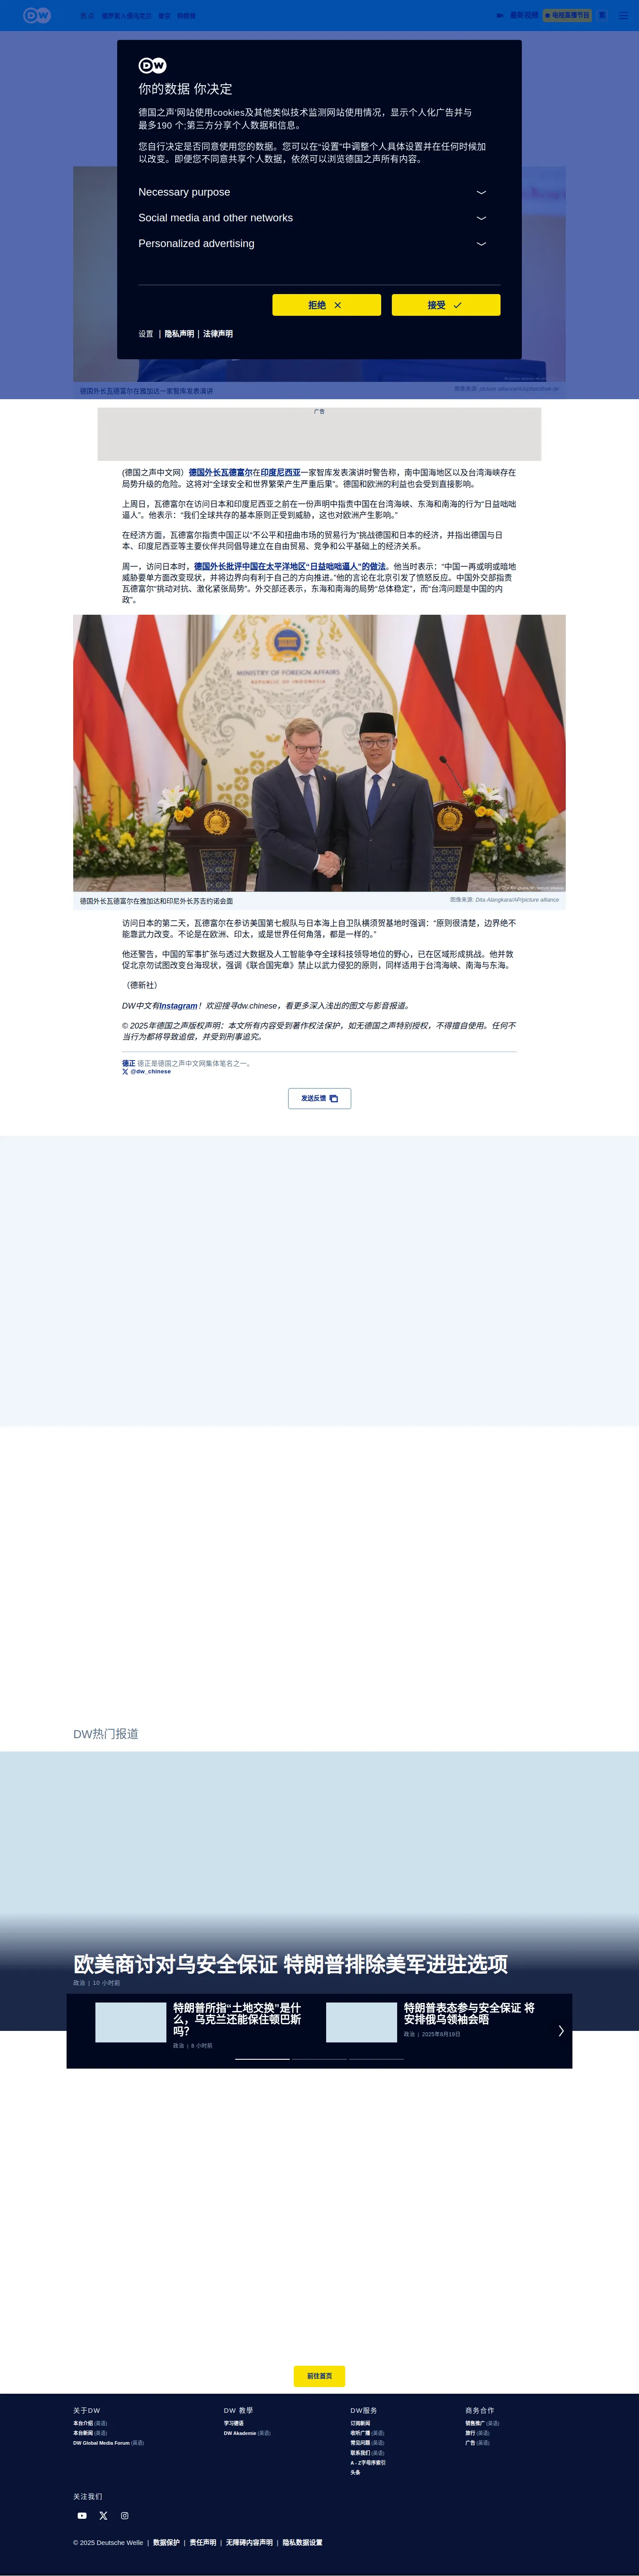 DW
焦点
俄罗斯入侵乌克兰
最新视频
电视直播节目
繁
DW
你的数据 你决定
德国之声'网站使用cookies及其他类似技术监测网站使用情况，显示个人化广告并与
最多190 个;第三方分享个人数据和信息。
您自行决定是否同意使用您的数据。您可以在“设置”中调整个人具体设置并在任何时候加
以改变。即便您不同意共享个人数据，依然可以浏览德国之声所有内容。
Necessary purpose
Social media and other networks
Personalized advertising
拒绝
接受
设置 | 隐私声明 | 法律声明
德国外长瓦德富尔在雅加达一家智库发表演讲
广告
(德国之声中文网）德国外长瓦德富尔在印度尼西亚一家智库发表演讲时警告称，南中国海地区以及台湾海峡存在
局势升级的危险。这将对“全球安全和世界繁荣产生严重后果”。德国和欧洲的利益也会受到直接影响。
上周日，瓦德富尔在访问日本和印度尼西亚之前在一份声明中指责中国在台湾海峡、东海和南海的行为“日益咄咄
逼人”。他表示：“我们全球共存的基本原则正受到威胁，这也对欧洲产生影响。”
在经济方面，瓦德富尔指责中国正以“不公平和扭曲市场的贸易行为”挑战德国和日本的经济，并指出德国与日
本、印度尼西亚等主要伙伴共同倡导建立在自由贸易、竞争和公平基础上的经济关系。
周一，访问日本时，德国外长批评中国在太平洋地区“日益咄咄逼人”的做法。他当时表示：“中国一再或明或暗地
威胁要单方面改变现状，并将边界向有利于自己的方向推进。”他的言论在北京引发了愤怒反应。中国外交部指责
瓦德富尔“挑动对抗、激化紧张局势”。外交部还表示，东海和南海的局势“总体稳定”，而“台湾问题是中国的内
政”。
MINISTRY OF FOREIGN AFFAIRS
德国外长瓦德富尔在雅加达和印尼外长苏吉约诺会面
图像来源: Dita Alangkara/AP/picture alliance
访问日本的第二天，瓦德富尔在参访美国第七舰队与日本海上自卫队横须贺基地时强调：“原则很清楚，边界绝不
能靠武力改变。不论是在欧洲、印太，或是世界任何角落，都是一样的。”
他还警告，中国的军事扩张与透过大数据及人工智能争夺全球科技领导地位的野心，已在区域形成挑战。他并敦
促北京勿试图改变台海现状，强调《联合国宪章》禁止以武力侵犯的原则，同样适用于台湾海峡、南海与东海。
（德新社）
DW中文有Instagram！欢迎搜寻dw.chinese，看更多深入浅出的图文与影音报道。
© 2025年德国之声版权声明：本文所有内容受到著作权法保护，如无德国之声特别授权，不得擅自使用。任何不
当行为都将导致追偿，并受到刑事追究。
德正 德正是德国之声中文网集体笔名之一。
@dw_chinese
发送反馈
DW热门报道
欧美商讨对乌安全保证 特朗普排除美军进驻选项
政治 | 10 小时前
特朗普所指“土地交换”是什
么，乌克兰还能保住顿巴斯
吗？
政治 | 8 小时前
特朗普表态参与安全保证 将
安排俄乌领袖会晤
政治 | 2025年8月19日
前往首页
关于DW
本台介绍 (英语)
本台新闻 (英语)
DW Global Media Forum (英语)
DW 教學
学习德语
DW Akademie (英语)
DW服务
订阅新闻
收听广播 (英语)
常见问题 (英语)
联系我们 (英语)
A - Z字母序索引
头条
商务合作
销售推广 (英语)
旅行 (英语)
广告 (英语)
关注我们
© 2025 Deutsche Welle | 数据保护 | 责任声明 | 无障碍内容声明 | 隐私数据设置